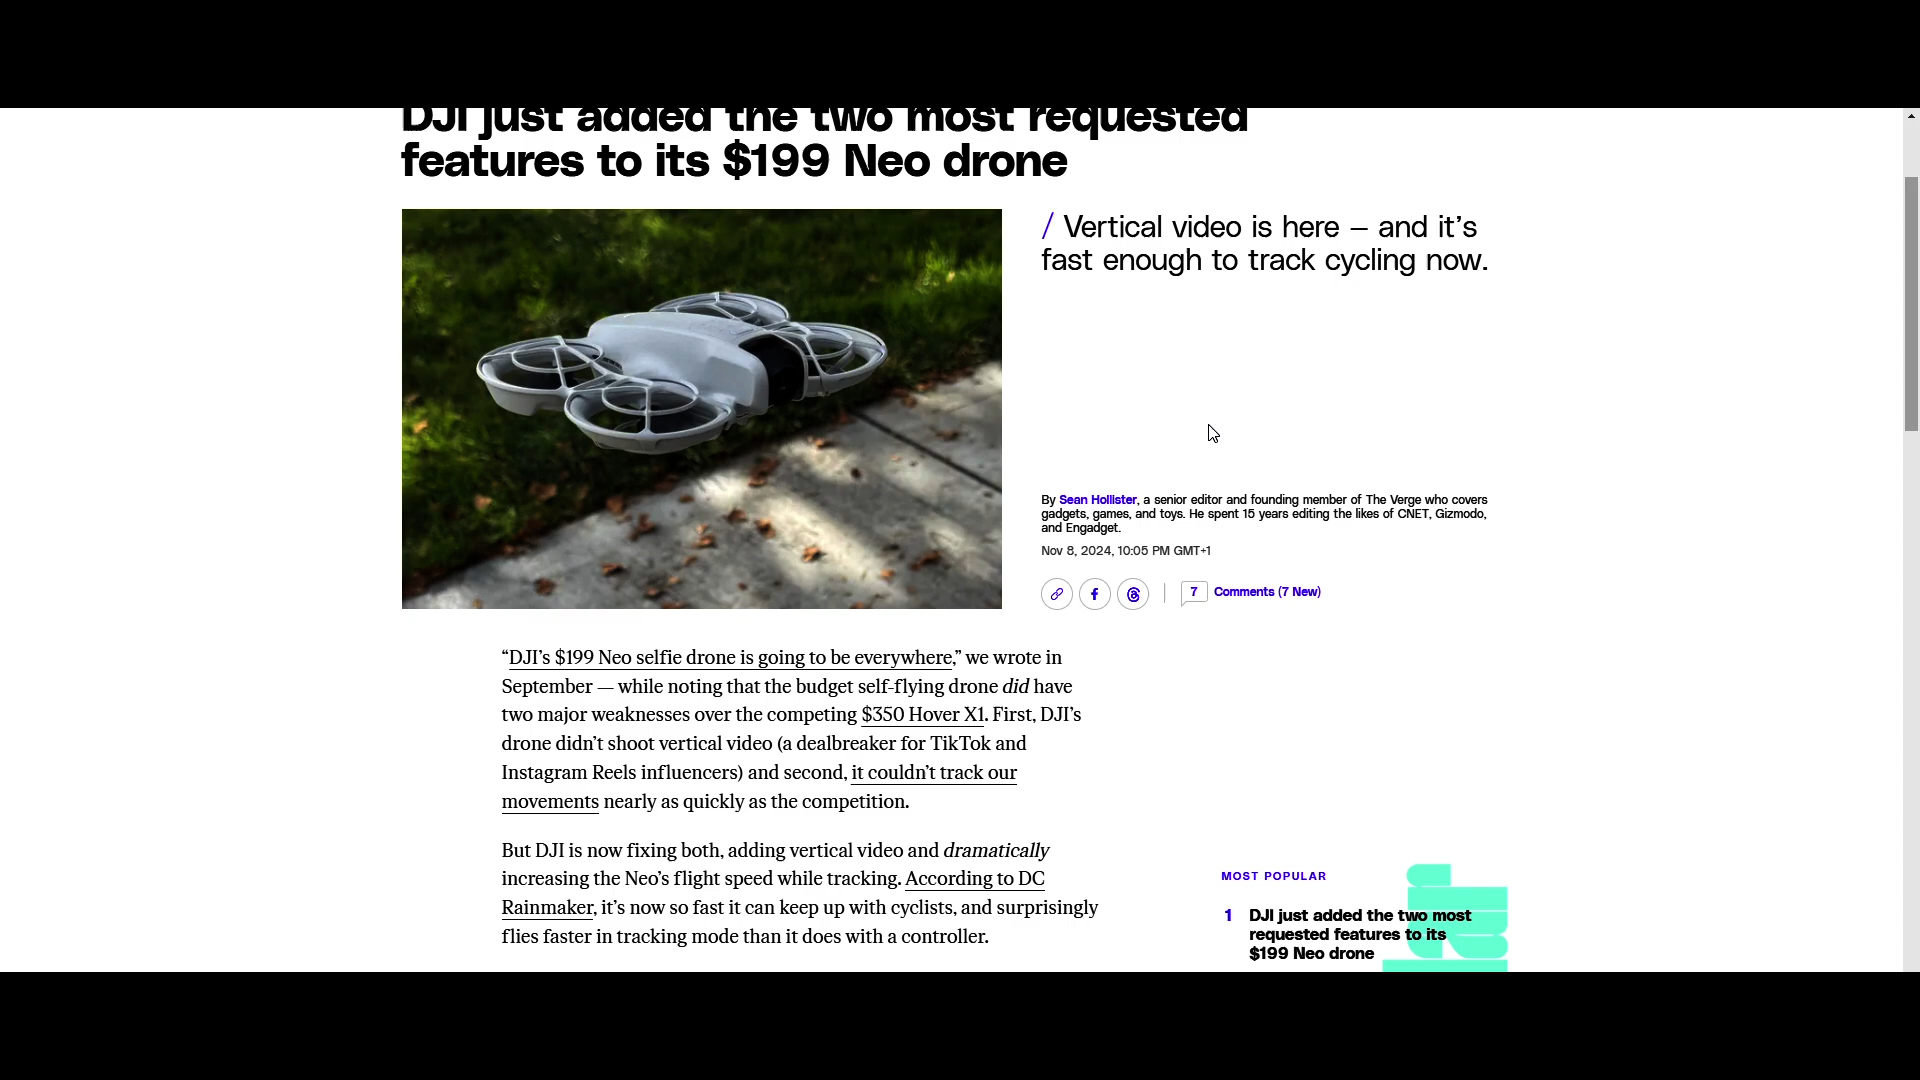 DJI just added the two most requested
features to its $199 Neo drone
/ Vertical video is here — and it’s
fast enough to track cycling now.
By Sean Hollister, a senior editor and founding member of The Verge who covers
gadgets, games, and toys. He spent 15 years editing the likes of CNET, Gizmodo,
and Engadget.
Nov 8, 2024, 10:05 PM GMT+1
7 Comments (7 New)
“DJI’s $199 Neo selfie drone is going to be everywhere,” we wrote in
September — while noting that the budget self-flying drone did have
two major weaknesses over the competing $350 Hover X1. First, DJI’s
drone didn’t shoot vertical video (a dealbreaker for TikTok and
Instagram Reels influencers) and second, it couldn’t track our
movements nearly as quickly as the competition.
But DJI is now fixing both, adding vertical video and dramatically
increasing the Neo’s flight speed while tracking. According to DC
Rainmaker, it’s now so fast it can keep up with cyclists, and surprisingly
flies faster in tracking mode than it does with a controller.
MOST POPULAR
1 DJI just added the two most
requested features to its
$199 Neo drone